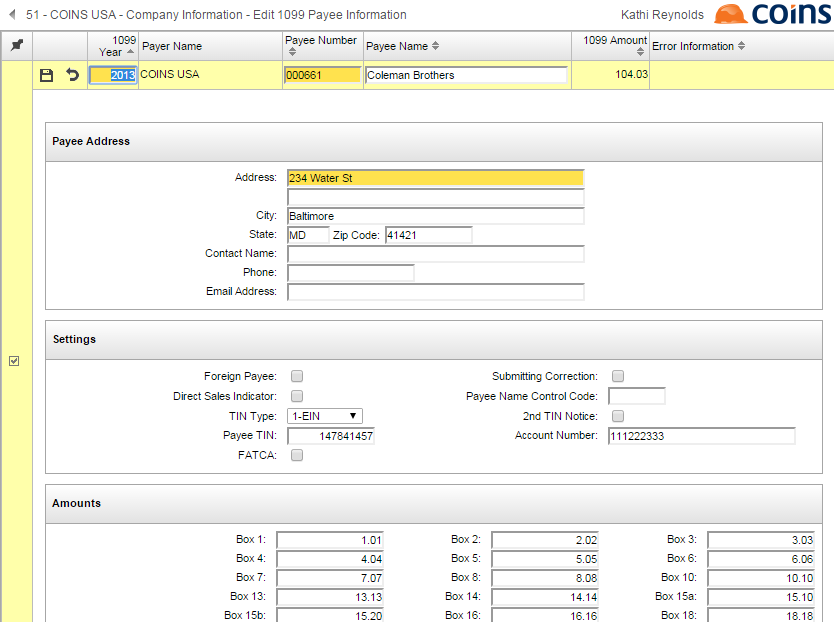 51 - COINS USA - Company Information - Edit 1099 Payee Information Kathi Reynolds coins
1099 Year Payer Name Payee Number Payee Name 1099 Amount Error Information
2013 COINS USA 000661 Coleman Brothers 104.03
Payee Address
Address: 234 Water St
City: Baltimore
State: MD Zip Code: 41421
Contact Name:
Phone:
Email Address:
Settings
Foreign Payee: Submitting Correction:
Direct Sales Indicator: Payee Name Control Code:
TIN Type: 1-EIN 2nd TIN Notice:
Payee TIN: 147841457 Account Number: 111222333
FATCA:
Amounts
Box 1: 1.01 Box 2: 2.02 Box 3: 3.03
Box 4: 4.04 Box 5: 5.05 Box 6: 6.06
Box 7: 7.07 Box 8: 8.08 Box 10: 10.10
Box 13: 13.13 Box 14: 14.14 Box 15a: 15.10
Box 15b: 15.20 Box 16: 16.16 Box 18: 18.18